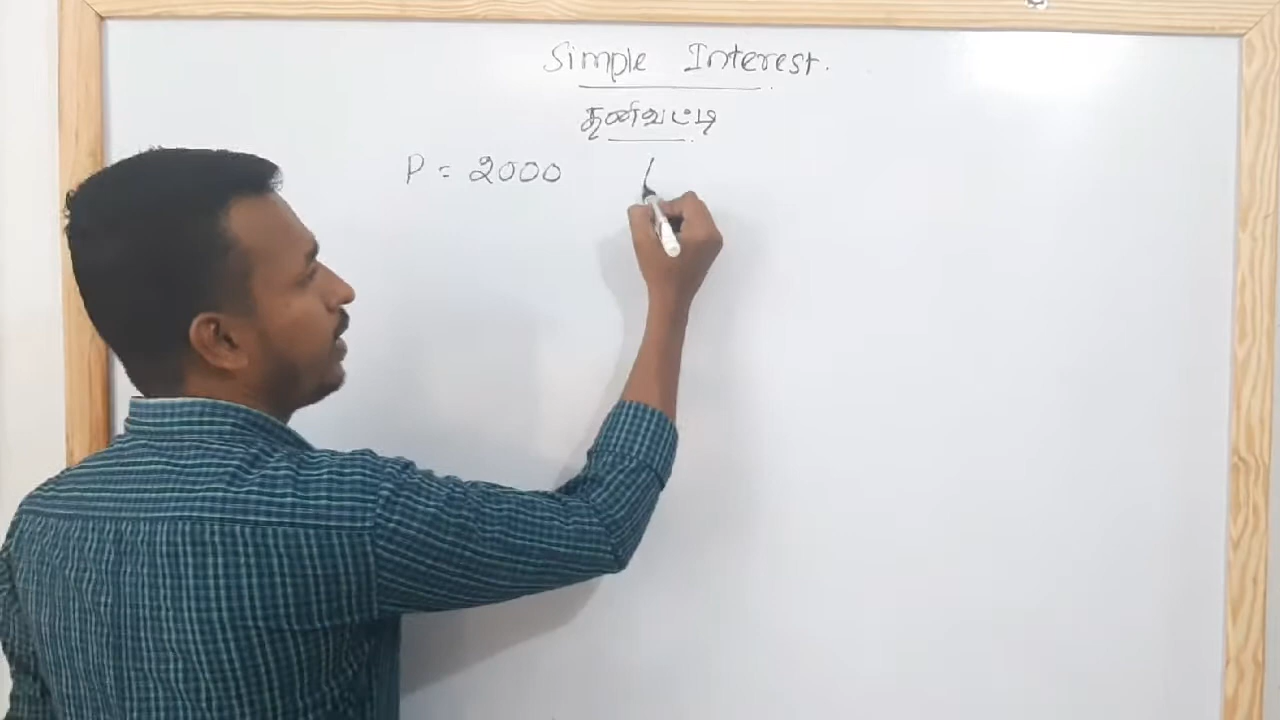 Simple Interest.
தனிவட்டி
P = 2000